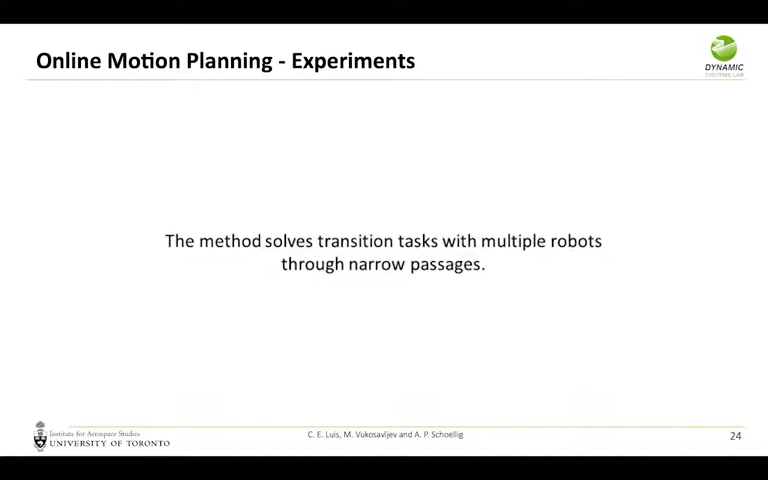 Online Motion Planning - Experiments
DYNAMIC
SYSTEMS LAB
The method solves transition tasks with multiple robots
through narrow passages.
Institute for Aerospace Studies
UNIVERSITY OF TORONTO
C. E. Luis, M. Vukosavljev and A. P. Schoellig
24